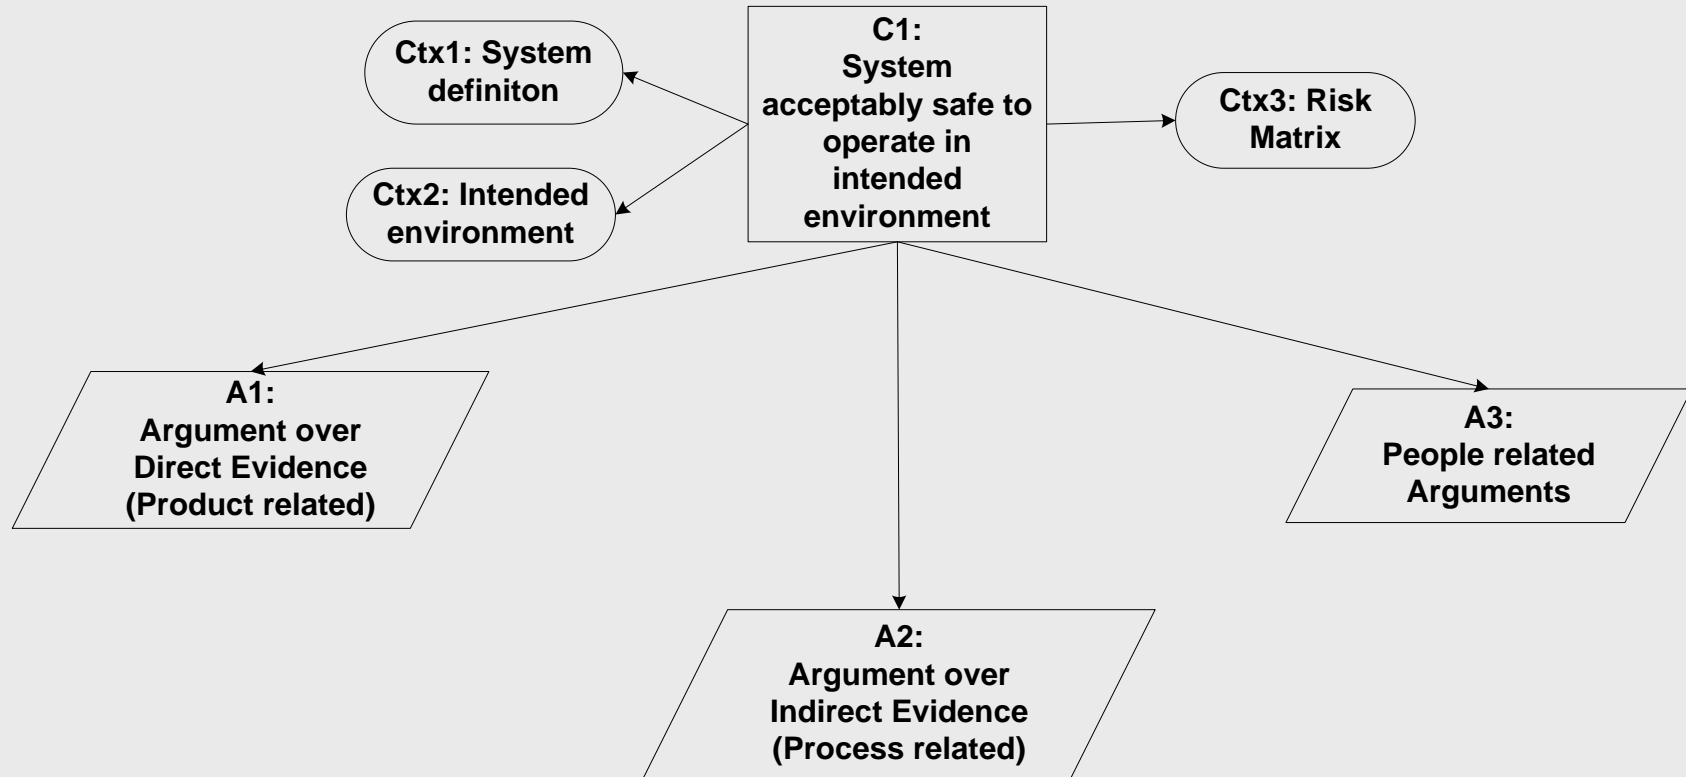 Ctx1: System
definiton
Ctx2: Intended
environment
C1:
System
acceptably safe to
operate in
intended
environment
Ctx3: Risk
Matrix
A1:
Argument over
Direct Evidence
(Product related)
A2:
Argument over
Indirect Evidence
(Process related)
A3:
People related
Arguments